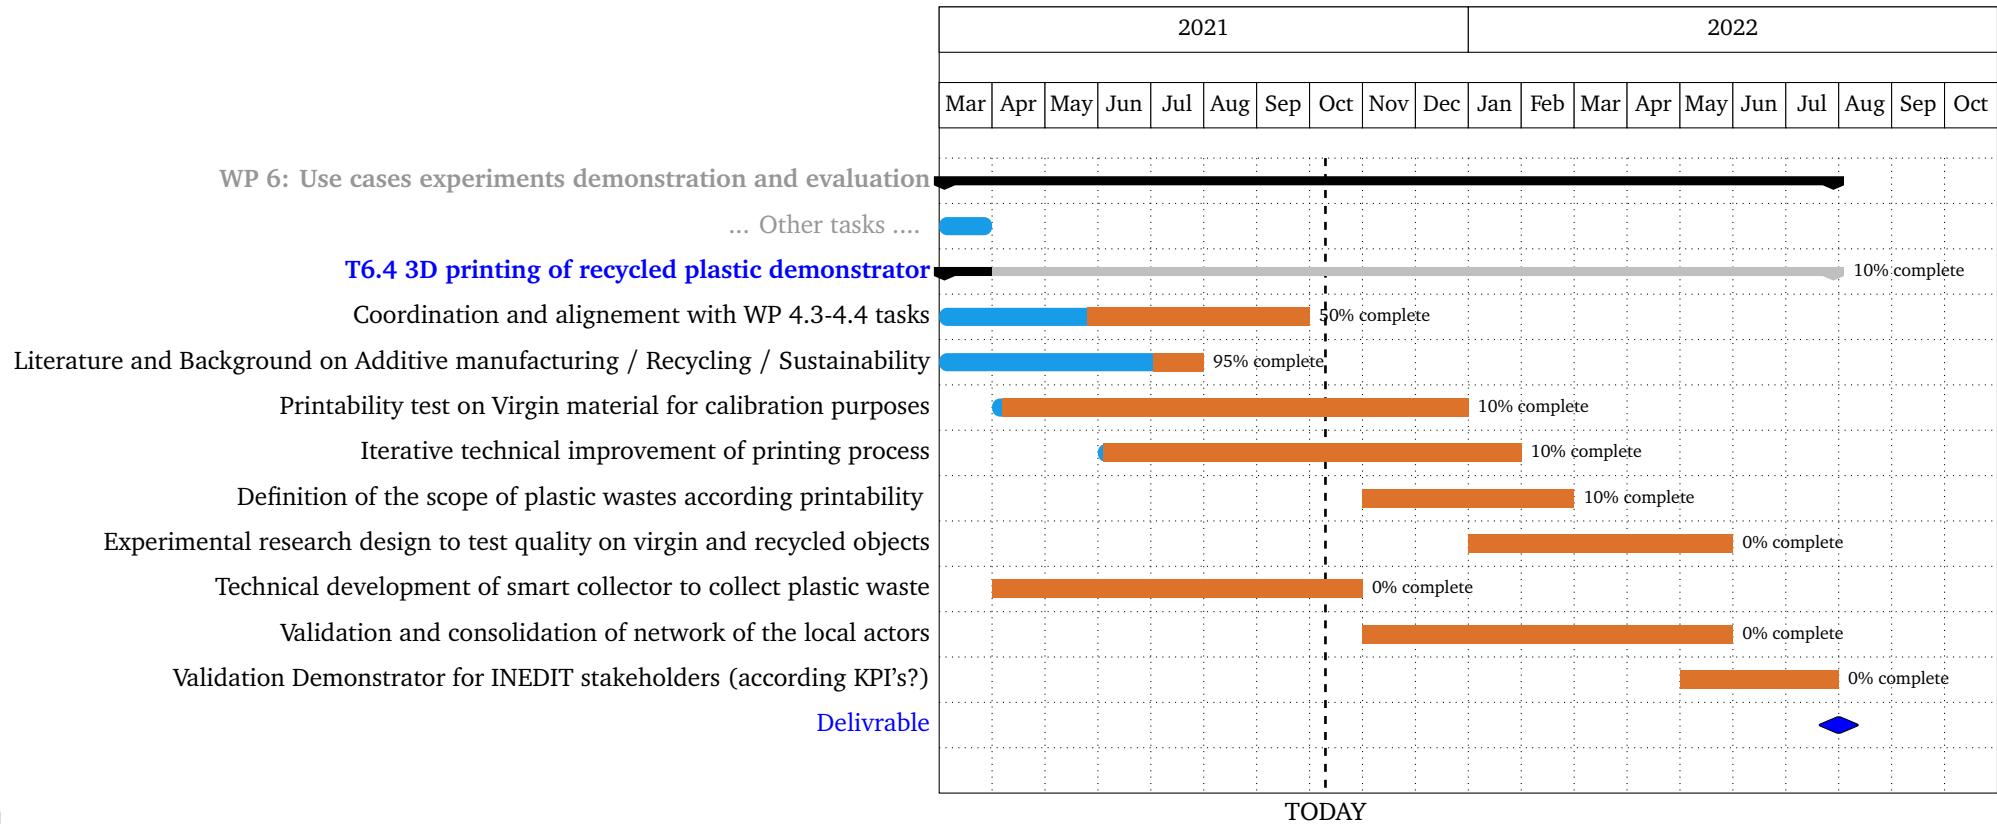 2021 2022
Mar Apr May Jun Jul Aug Sep Oct Nov Dec Jan Feb Mar Apr May Jun Jul Aug Sep Oct
WP 6: Use cases experiments demonstration and evaluation
... Other tasks ....
T6.4 3D printing of recycled plastic demonstrator 10% complete
Coordination and alignement with WP 4.3-4.4 tasks 50% complete
Literature and Background on Additive manufacturing / Recycling / Sustainability 95% complete
Printability test on Virgin material for calibration purposes 10% complete
Iterative technical improvement of printing process 10% complete
Definition of the scope of plastic wastes according printability 10% complete
Experimental research design to test quality on virgin and recycled objects 0% complete
Technical development of smart collector to collect plastic waste 0% complete
Validation and consolidation of network of the local actors 0% complete
Validation Demonstrator for INEDIT stakeholders (according KPI's?) 0% complete
Delivrable
TODAY